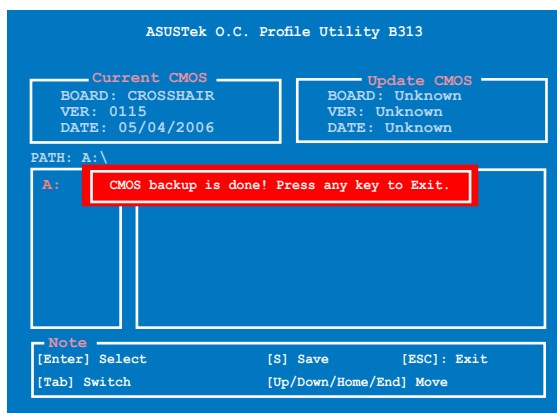 ASUSTek O.C. Profile Utility B313
Current CMOS
BOARD: CROSSHAIR
VER: 0115
DATE: 05/04/2006
Update CMOS
BOARD: Unknown
VER: Unknown
DATE: Unknown
PATH: A:\
A:
CMOS backup is done! Press any key to Exit.
Note
[Enter] Select [S] Save [ESC]: Exit
[Tab] Switch [Up/Down/Home/End] Move